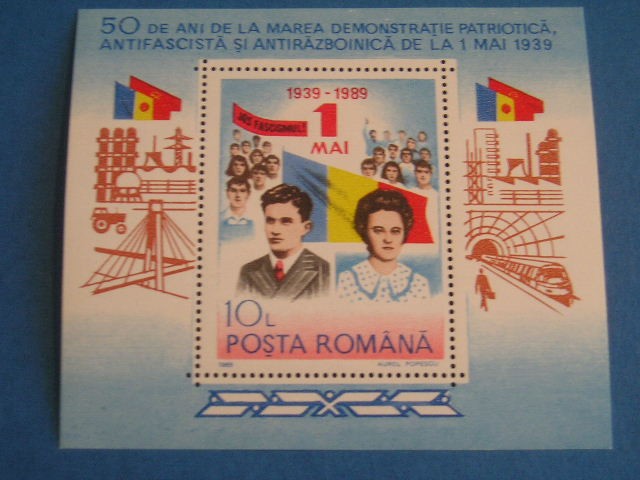 50 DE ANI DE LA MAREA DEMONSTRAȚIE PATRIOTICĂ,
ANTIFASCISTĂ ȘI ANTIRĂZBOINICĂ DE LA 1 MAI 1939
1939-1989
JOS FASCISMUL!
1
MAI
10L
POȘTA ROMÂNĂ
1989
AUREL POPESCU